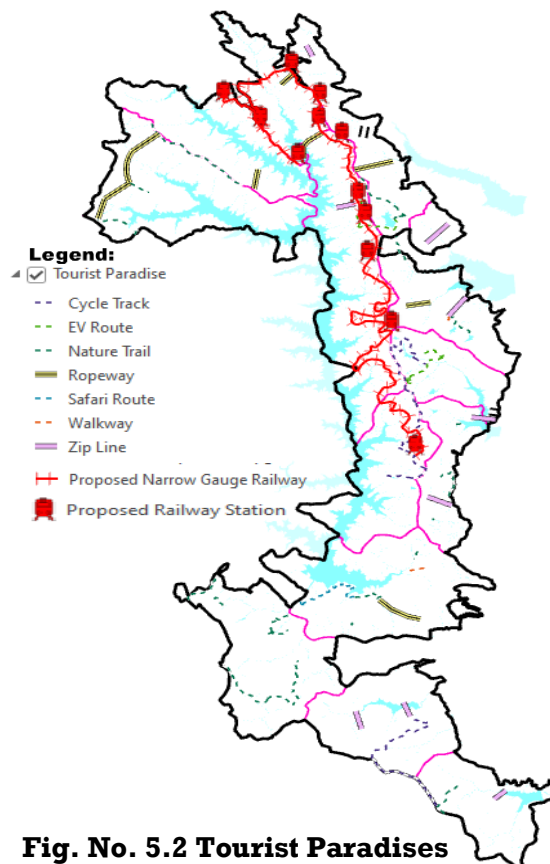 Legend:
Tourist Paradise
Cycle Track
EV Route
Nature Trail
Ropeway
Safari Route
Walkway
Zip Line
Proposed Narrow Gauge Railway
Proposed Railway Station
Fig. No. 5.2 Tourist Paradises